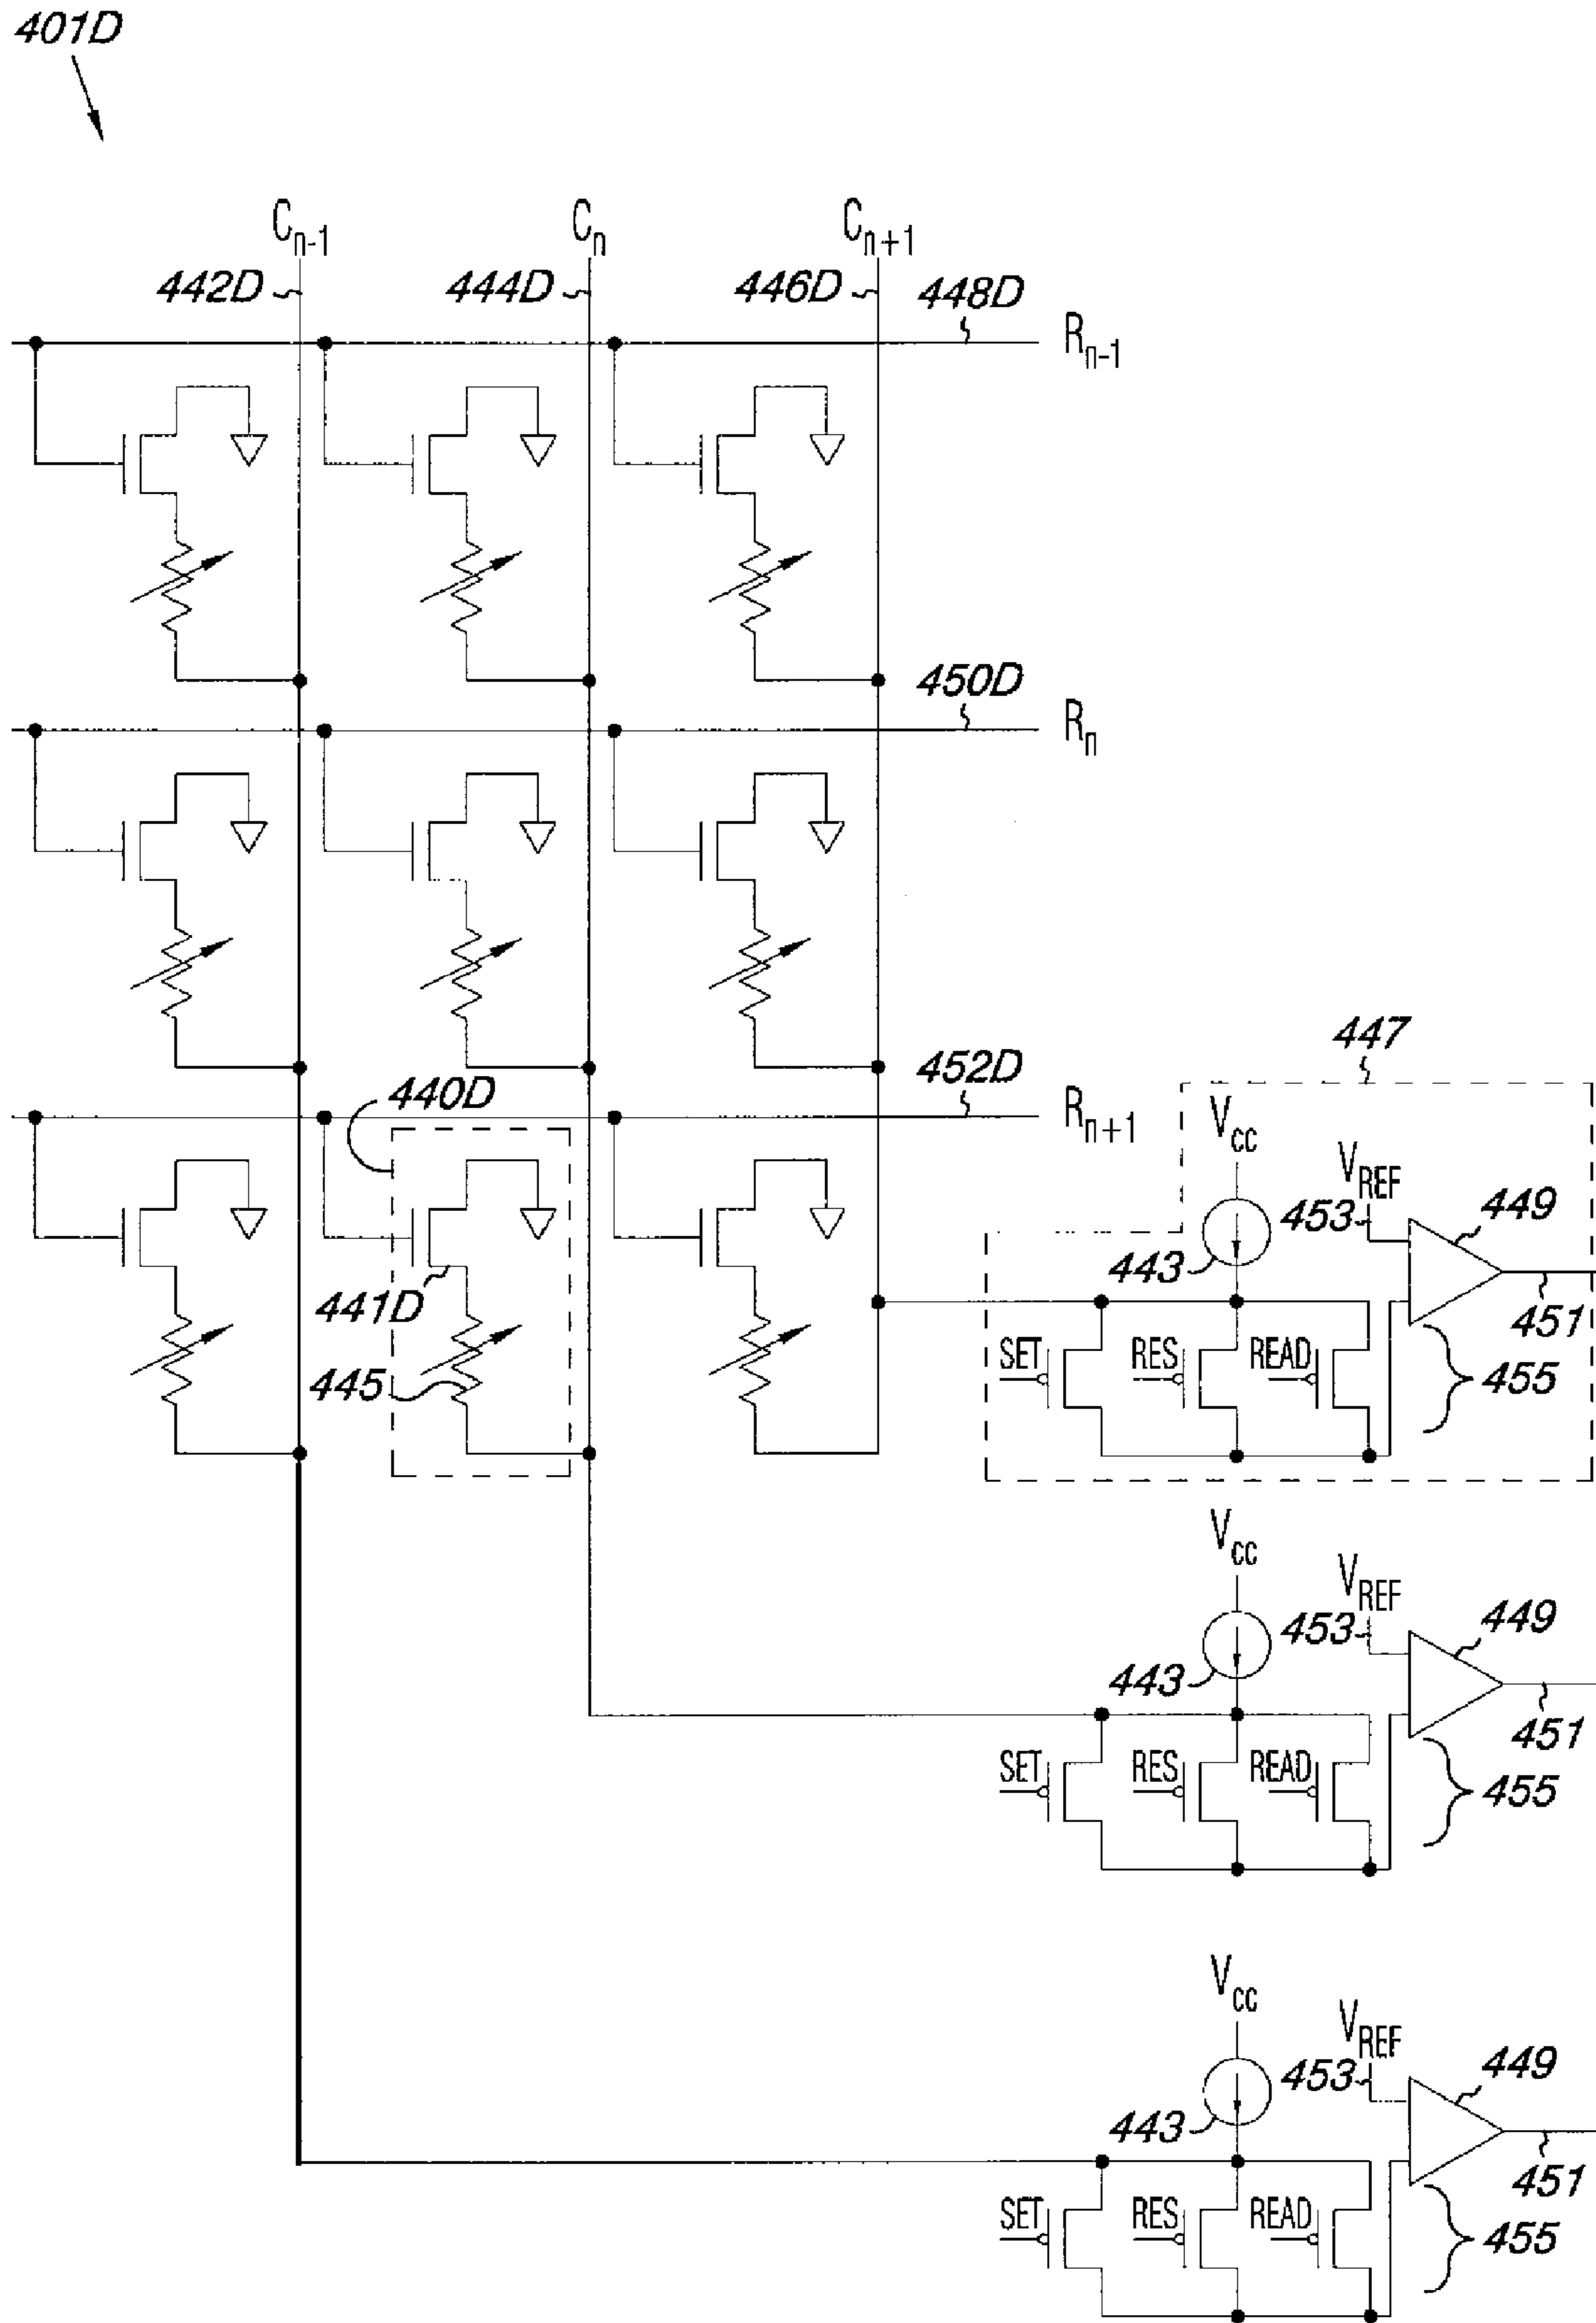 401D
Cn-1
Cn
Cn+1
442D
444D
446D
448D
Rn-1
450D
Rn
447
440D
452D
Rn+1
VCC
VREF
453
449
443
451
441D
445
SET
RES
READ
455
VCC
VREF
453
449
443
451
SET
RES
READ
455
VCC
VREF
453
449
443
451
SET
RES
READ
455